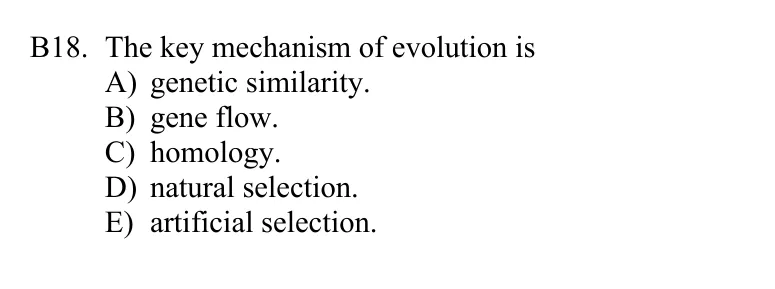 B18. The key mechanism of evolution is
A) genetic similarity.
B) gene flow.
C) homology.
D) natural selection.
E) artificial selection.